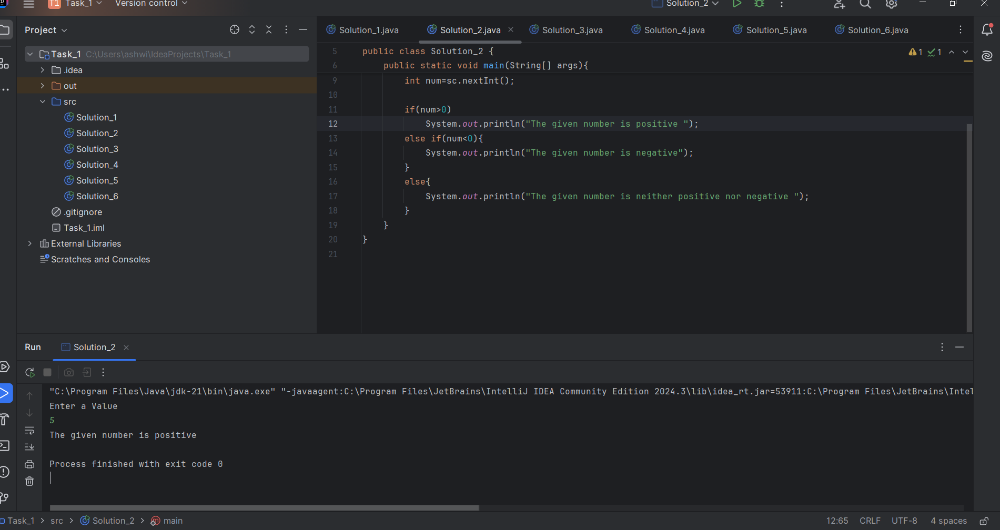 T1 Task_1 Version control Solution_2
Project
Solution_1.java Solution_2.java Solution_3.java Solution_4.java Solution_5.java Solution_6.java
Task_1 C:\Users\ashwi\IdeaProjects\Task_1
.idea
out
src
Solution_1
Solution_2
Solution_3
Solution_4
Solution_5
Solution_6
.gitignore
Task_1.iml
External Libraries
Scratches and Consoles
1 1
5 public class Solution_2 {
6 public static void main(String[] args){
9 int num=sc.nextInt();
10
11 if(num>0)
12 System.out.println("The given number is positive ");
13 else if(num<0){
14 System.out.println("The given number is negative");
15 }
16 else{
17 System.out.println("The given number is neither positive nor negative ");
18 }
19 }
20 }
21
Run Solution_2
"C:\Program Files\Java\jdk-21\bin\java.exe" "-javaagent:C:\Program Files\JetBrains\IntelliJ IDEA Community Edition 2024.3\lib\idea_rt.jar=53911:C:\Program Files\JetBrains\Intel
Enter a Value
5
The given number is positive
Process finished with exit code 0
Task_1 > src > Solution_2 > main
12:65 CRLF UTF-8 4 spaces